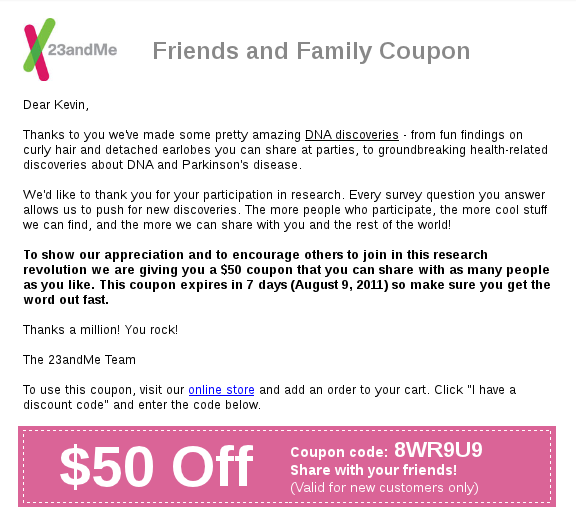 23andMe
Friends and Family Coupon
Dear Kevin,
Thanks to you we've made some pretty amazing DNA discoveries - from fun findings on
curly hair and detached earlobes you can share at parties, to groundbreaking health-related
discoveries about DNA and Parkinson's disease.
We'd like to thank you for your participation in research. Every survey question you answer
allows us to push for new discoveries. The more people who participate, the more cool stuff
we can find, and the more we can share with you and the rest of the world!
To show our appreciation and to encourage others to join in this research
revolution we are giving you a $50 coupon that you can share with as many people
as you like. This coupon expires in 7 days (August 9, 2011) so make sure you get the
word out fast.
Thanks a million! You rock!
The 23andMe Team
To use this coupon, visit our online store and add an order to your cart. Click "I have a
discount code" and enter the code below.
$50 Off
Coupon code: 8WR9U9
Share with your friends!
(Valid for new customers only)